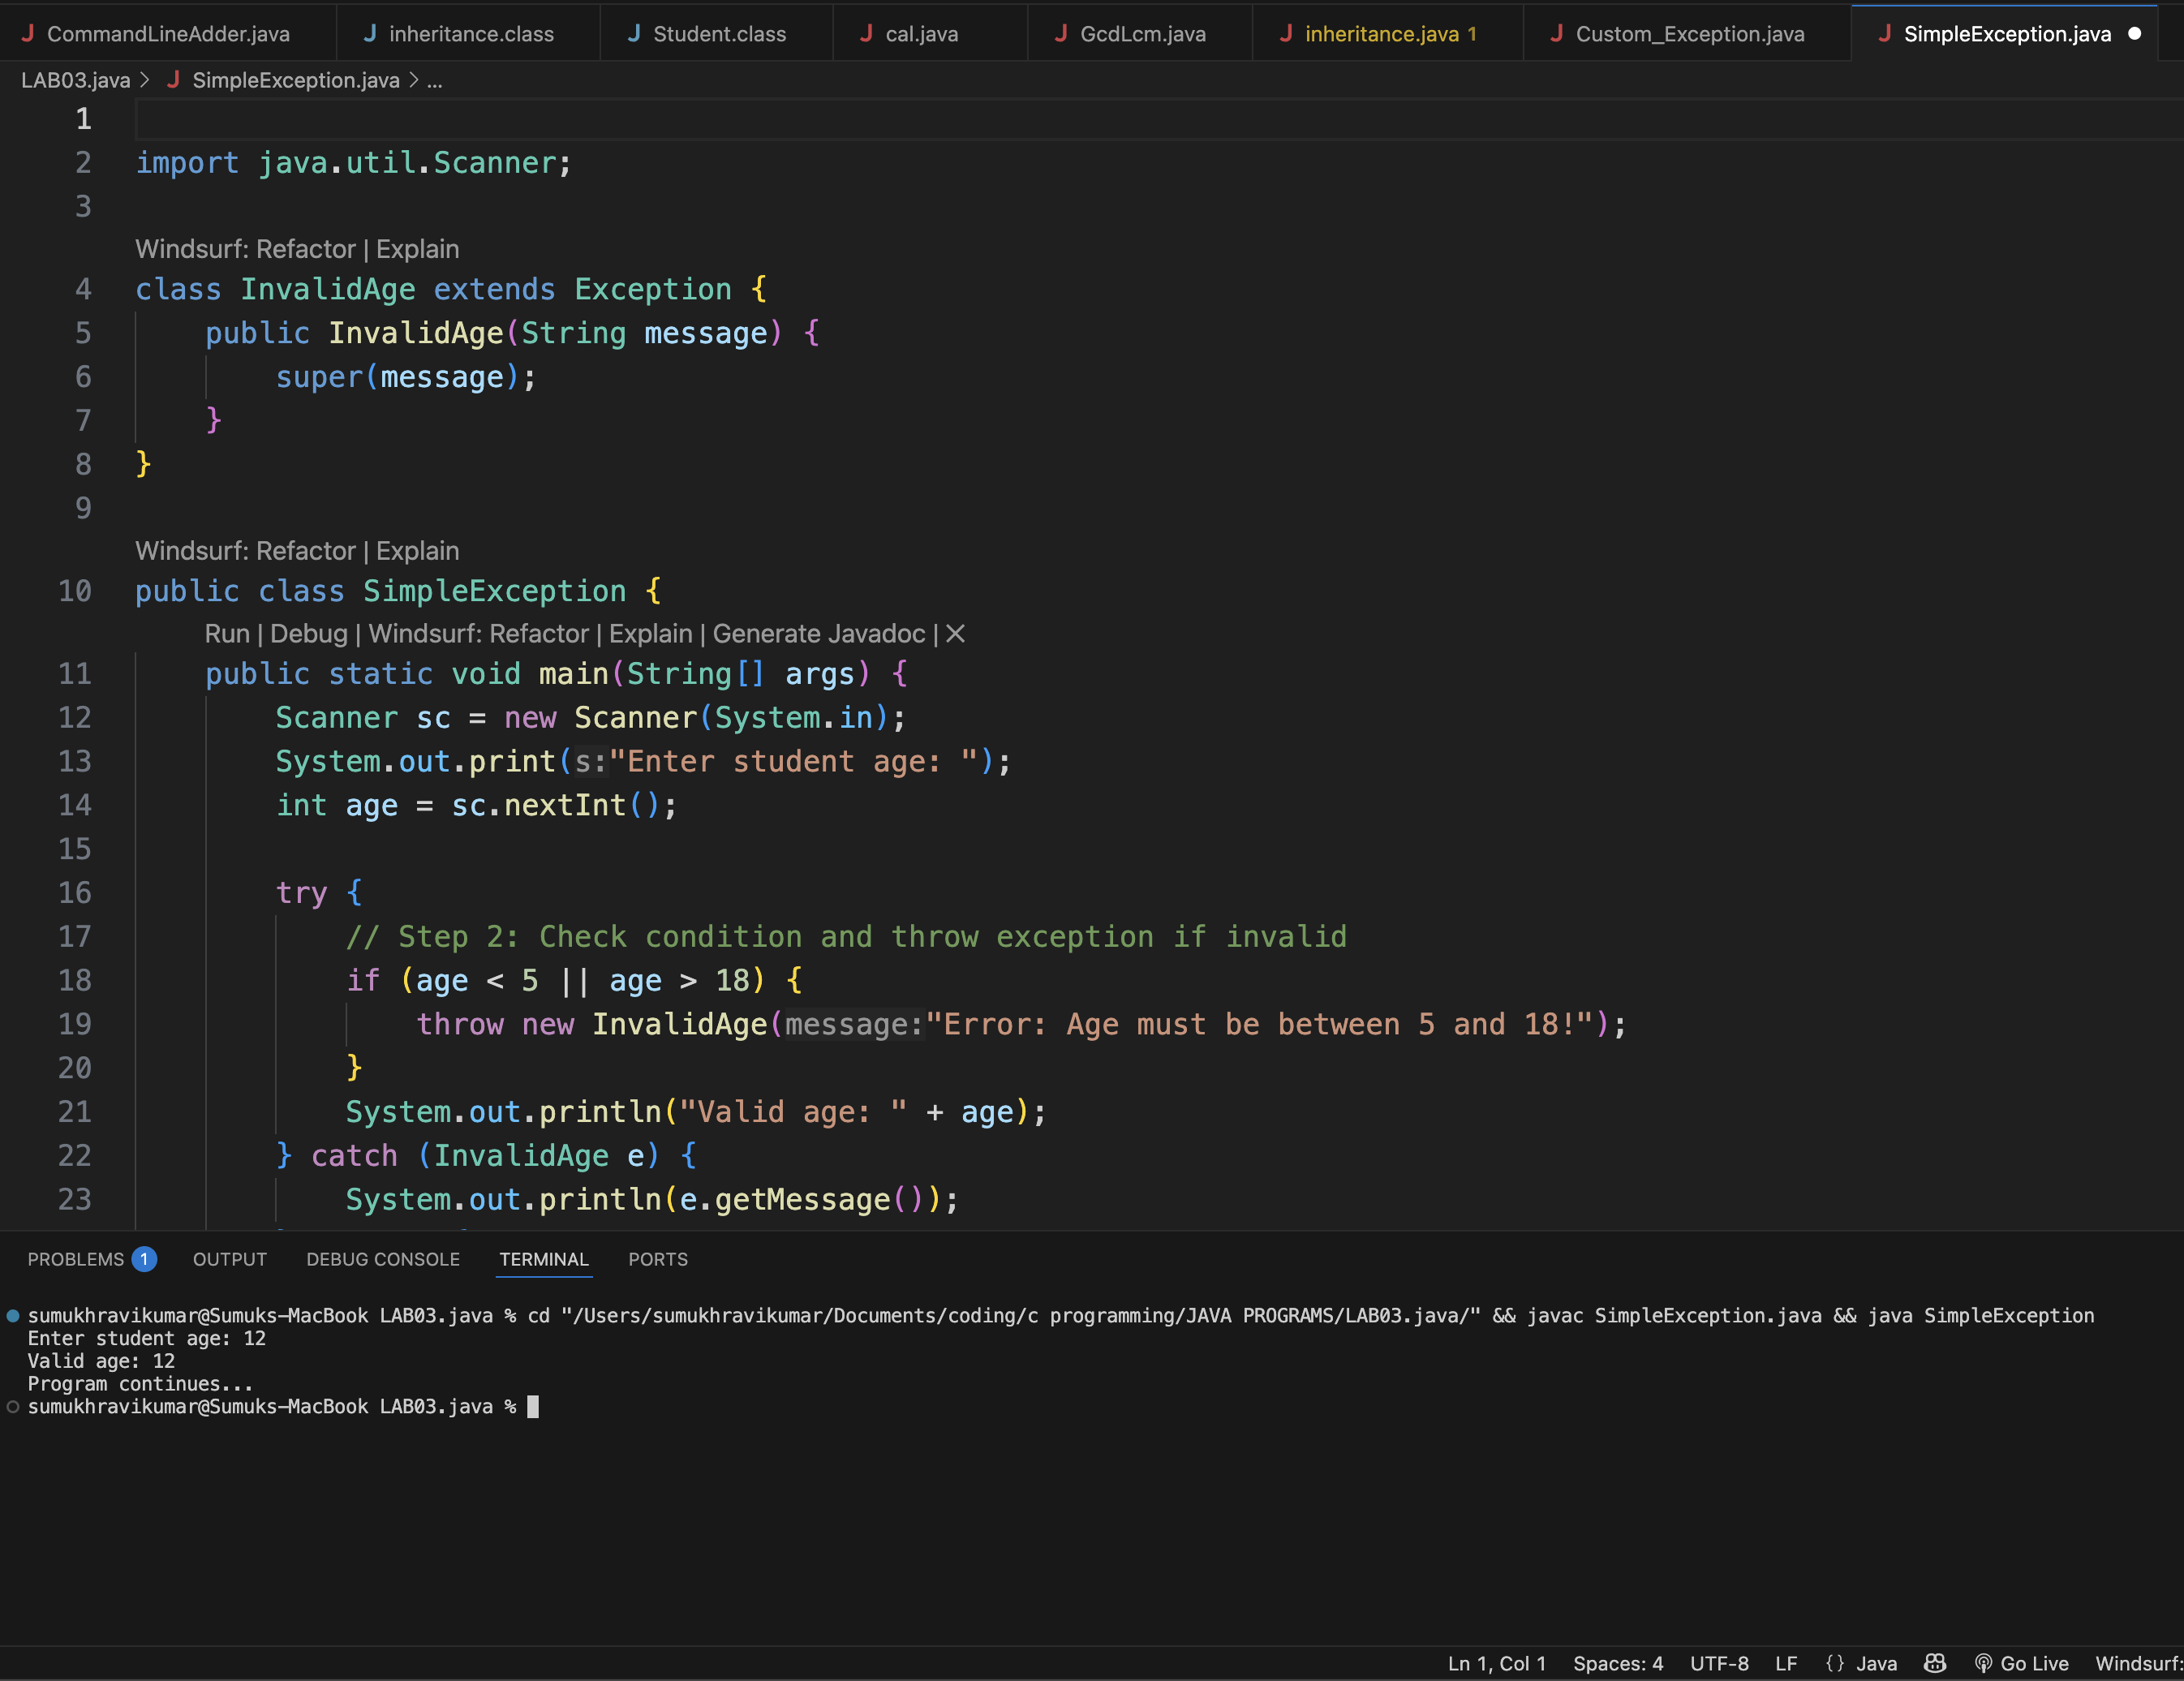 CommandLineAdder.java
inheritance.class
Student.class
cal.java
GcdLcm.java
inheritance.java 1
Custom_Exception.java
SimpleException.java
LAB03.java > SimpleException.java > ...
1
2 import java.util.Scanner;
3
Windsurf: Refactor | Explain
4 class InvalidAge extends Exception {
5 public InvalidAge(String message) {
6 super(message);
7 }
8 }
9
Windsurf: Refactor | Explain
10 public class SimpleException {
Run | Debug | Windsurf: Refactor | Explain | Generate Javadoc | ×
11 public static void main(String[] args) {
12 Scanner sc = new Scanner(System.in);
13 System.out.print(s:"Enter student age: ");
14 int age = sc.nextInt();
15
16 try {
17 // Step 2: Check condition and throw exception if invalid
18 if (age < 5 || age > 18) {
19 throw new InvalidAge(message:"Error: Age must be between 5 and 18!");
20 }
21 System.out.println("Valid age: " + age);
22 } catch (InvalidAge e) {
23 System.out.println(e.getMessage());
PROBLEMS 1 OUTPUT DEBUG CONSOLE TERMINAL PORTS
sumukhravikumar@Sumuks-MacBook LAB03.java % cd "/Users/sumukhravikumar/Documents/coding/c programming/JAVA PROGRAMS/LAB03.java/" && javac SimpleException.java && java SimpleException
Enter student age: 12
Valid age: 12
Program continues...
sumukhravikumar@Sumuks-MacBook LAB03.java %
Ln 1, Col 1 Spaces: 4 UTF-8 LF {} Java Go Live Windsurf: